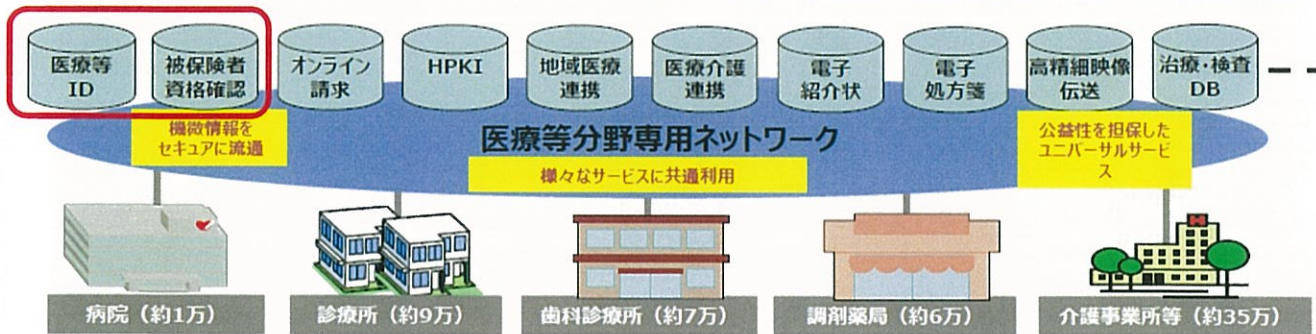 医療等
ID
被保険者
資格確認
オンライン
請求
HPKI
地域医療
連携
医療介護
連携
電子
紹介状
電子
処方箋
高精細映像
伝送
治療・検査
DB
機微情報を
セキュアに流通
医療等分野専用ネットワーク
様々なサービスに共通利用
公益性を担保した
ユニバーサルサービ
ス
H
病院（約1万）
診療所（約9万）
歯科診療所（約7万）
調剤薬局（約6万）
介護事業所等（約35万）